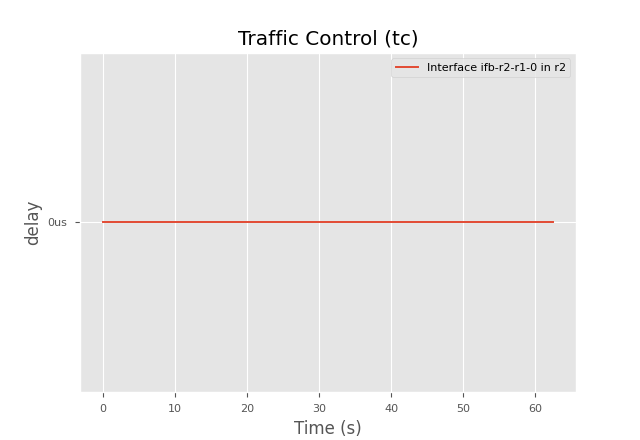 Traffic Control (tc)
Interface ifb-r2-r1-0 in r2
delay
0us
0 10 20 30 40 50 60
Time (s)